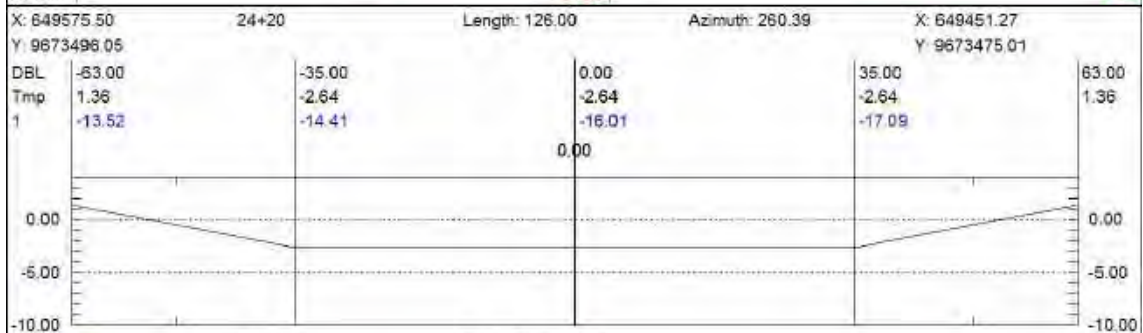 X: 649575.50 24+20 Length: 126.00 Azimuth: 260.39 X: 649451.27
Y: 9673496.05 Y: 9673475.01
DBL -63.00 -35.00 0.00 35.00 63.00
Tmp 1.36 -2.64 -2.64 -2.64 1.36
1 -13.52 -14.41 -16.01 -17.09
0.00
0.00 0.00
-5.00 -5.00
-10.00 -10.00